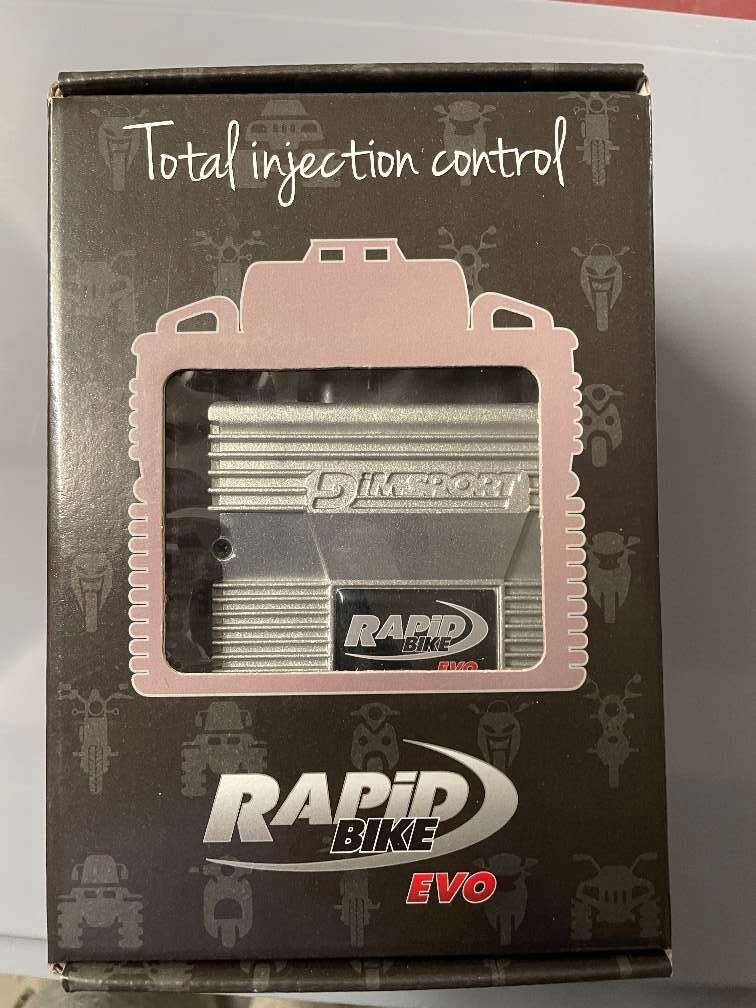 Total injection control
DiMSPORT
RAPiD
BIKE
EVO
RAPiD
BIKE
EVO